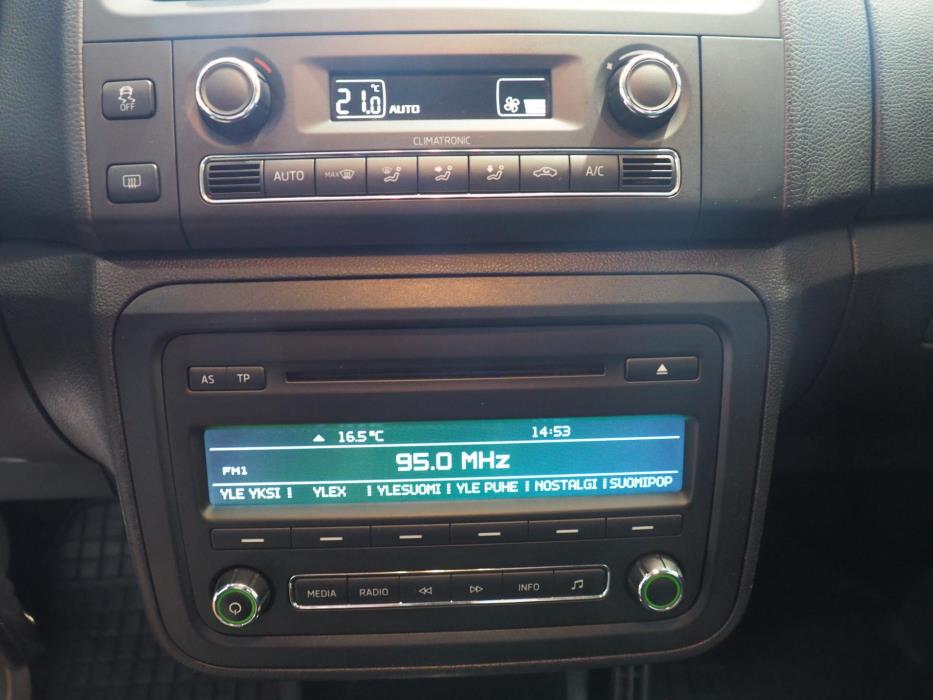 OFF
21.0 °C AUTO
CLIMATRONIC
AUTO MAX A/C
AS TP
16.5°C 14:53
FM1 95.0 MHz
YLE YKSI YLEX YLESUOMI YLE PUHE NOSTALGI SUOMIPOP
MEDIA RADIO INFO